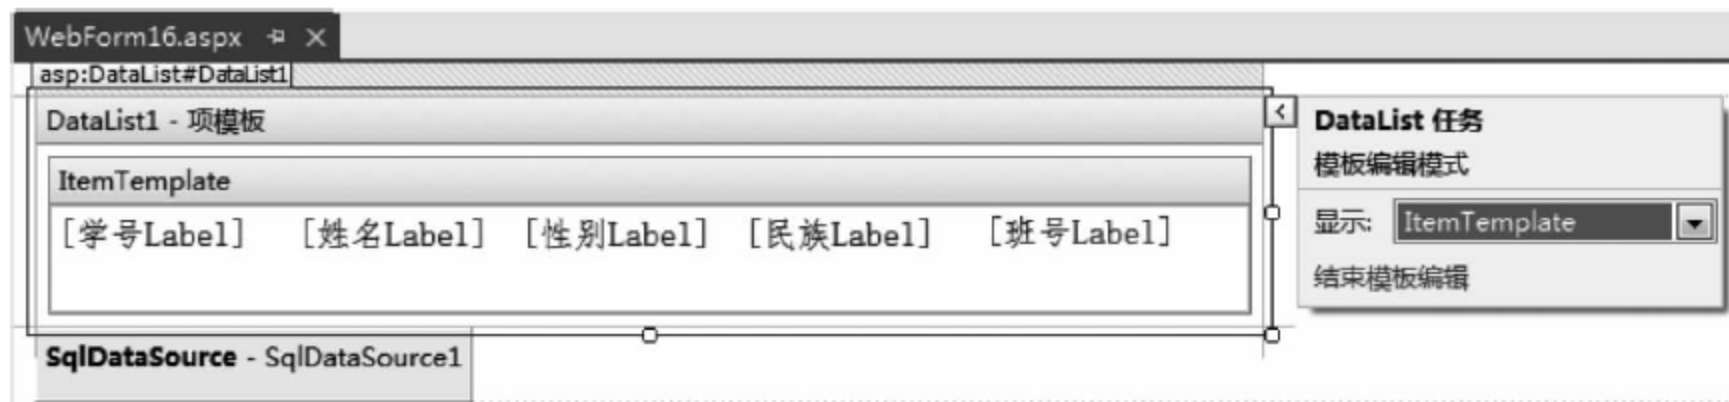 WebForm16.aspx
asp:DataList#DataList1
DataList1 - 项模板
ItemTemplate
[学号Label] [姓名Label] [性别Label] [民族Label] [班号Label]
SqlDataSource - SqlDataSource1
DataList 任务
模板编辑模式
显示: ItemTemplate
结束模板编辑